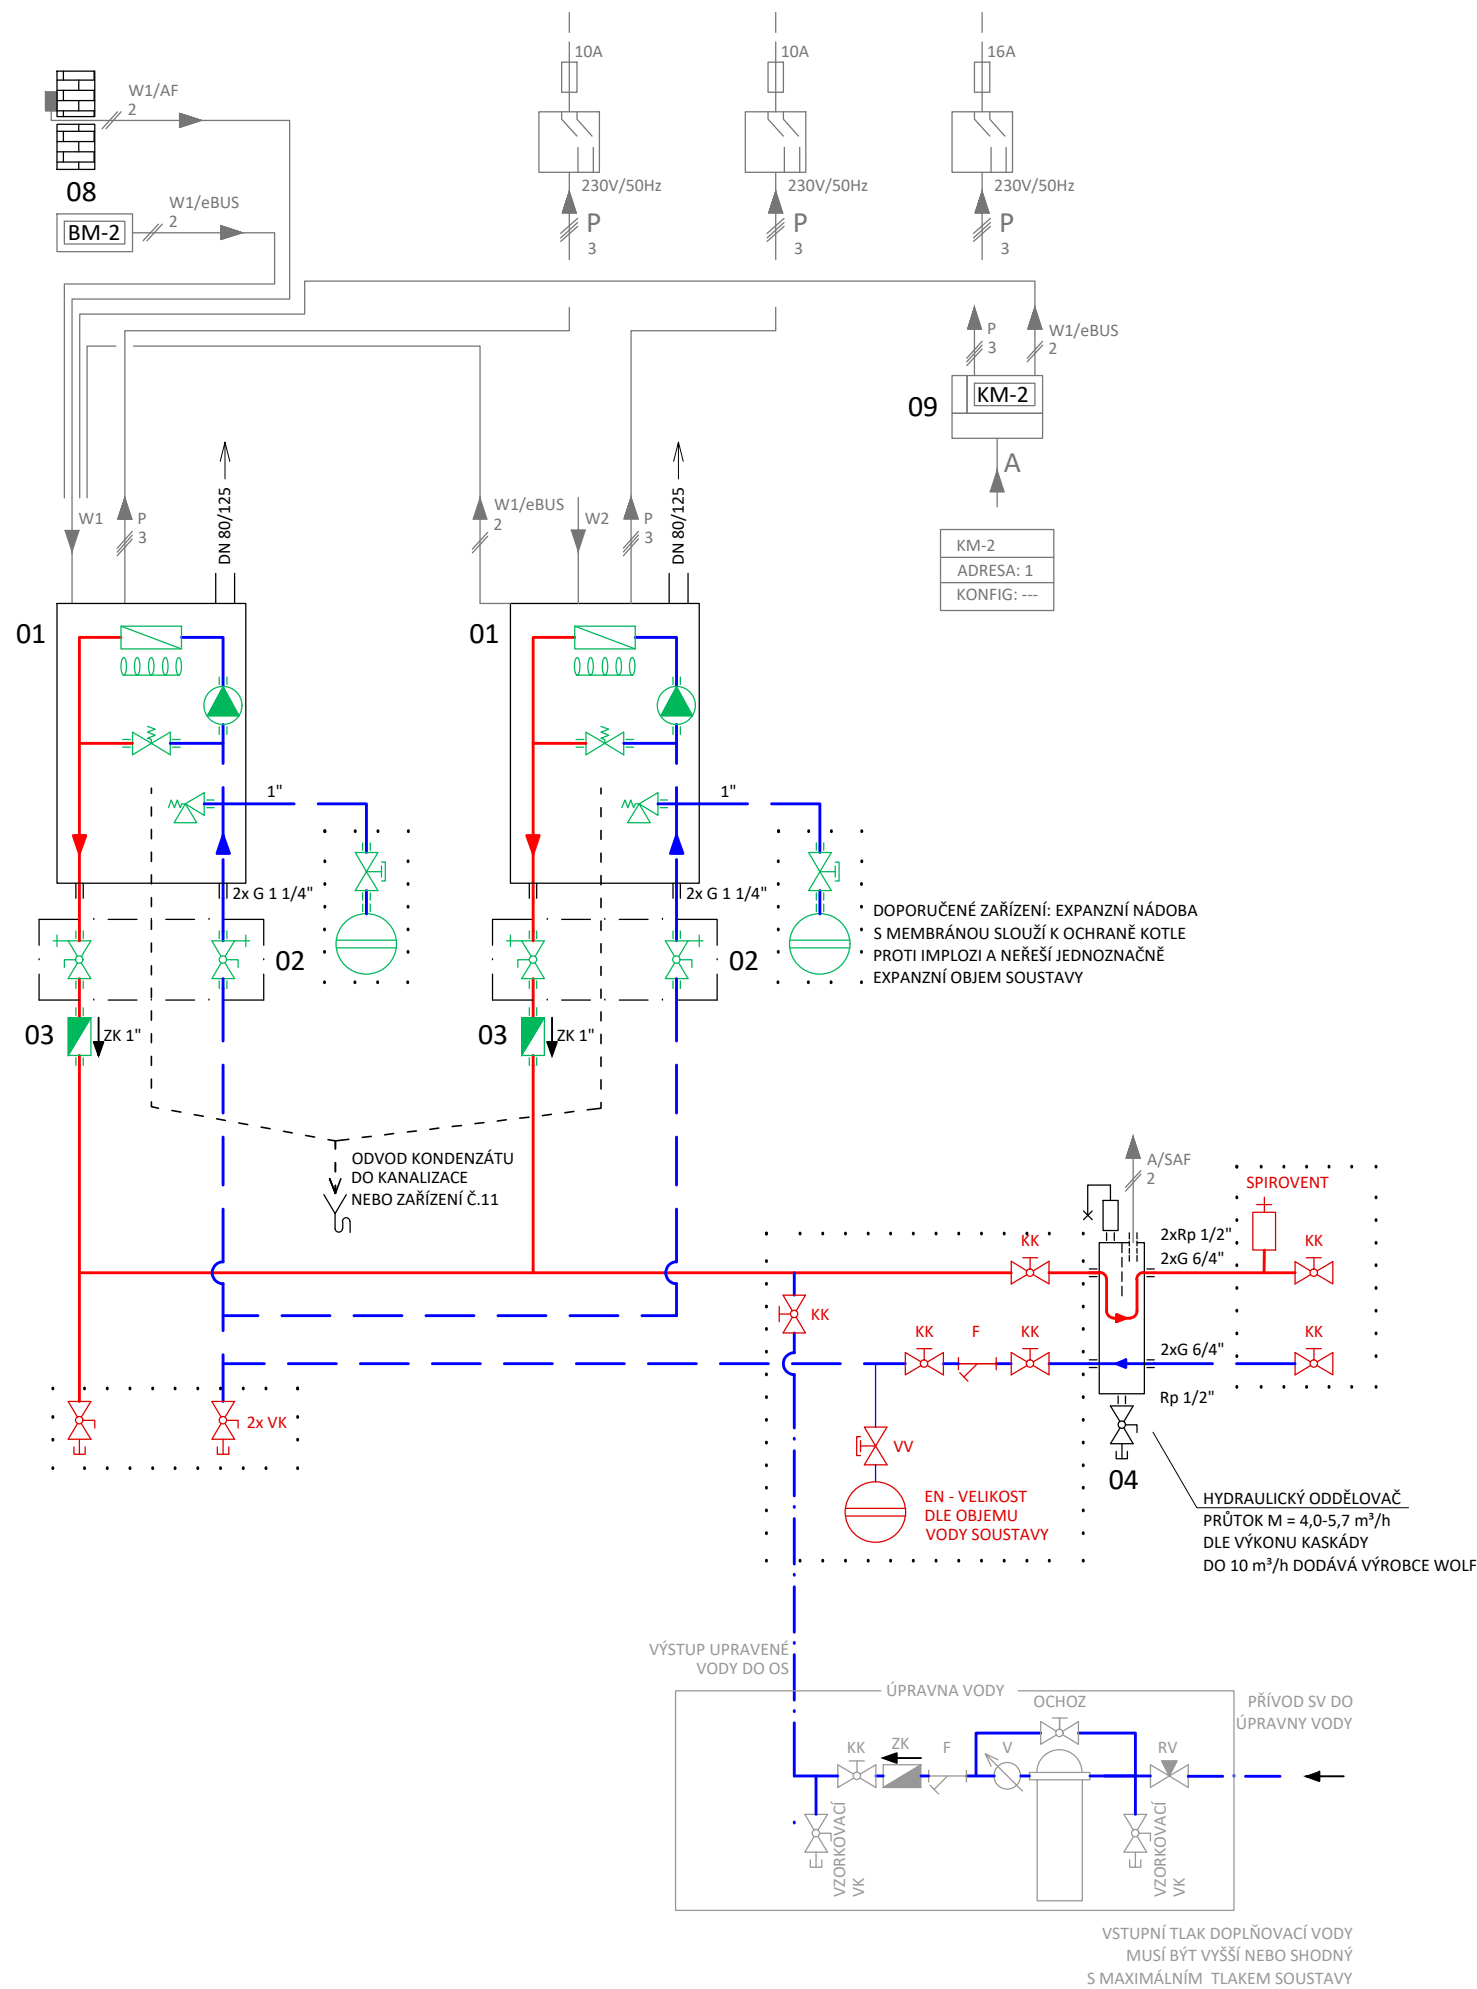 10A
10A
16A
W1/AF
2
08
W1/eBUS
2
BM-2
230V/50Hz
230V/50Hz
230V/50Hz
P
3
P
3
P
3
P
3
W1/eBUS
2
09
KM-2
A
W1
P
3
DN 80/125
W1/eBUS
2
W2
P
3
DN 80/125
KM-2
ADRESA: 1
KONFIG: ---
01
01
1"
1"
2x G 1 1/4"
2x G 1 1/4"
02
02
DOPORUČENÉ ZAŘÍZENÍ: EXPANZNÍ NÁDOBA
S MEMBRÁNOU SLOUŽÍ K OCHRANĚ KOTLE
PROTI IMPLOZI A NEŘEŠÍ JEDNOZNAČNĚ
EXPANZNÍ OBJEM SOUSTAVY
03
ZK 1"
03
ZK 1"
ODVOD KONDENZÁTU
DO KANALIZACE
NEBO ZAŘÍZENÍ Č.11
A/SAF
2
SPIROVENT
2xRp 1/2"
2xG 6/4"
KK
KK
KK
KK
F
KK
2xG 6/4"
KK
Rp 1/2"
2x VK
VV
04
EN - VELIKOST
DLE OBJEMU
VODY SOUSTAVY
HYDRAULICKÝ ODDĚLOVAČ
PRŮTOK M = 4,0-5,7 m³/h
DLE VÝKONU KASKÁDY
DO 10 m³/h DODÁVÁ VÝROBCE WOLF
VÝSTUP UPRAVENÉ
VODY DO OS
ÚPRAVNA VODY
OCHOZ
PŘÍVOD SV DO
ÚPRAVNY VODY
KK
ZK
F
V
RV
VZORKOVACÍ
VK
VZORKOVACÍ
VK
VSTUPNÍ TLAK DOPLŇOVACÍ VODY
MUSÍ BÝT VYŠŠÍ NEBO SHODNÝ
S MAXIMÁLNÍM TLAKEM SOUSTAVY